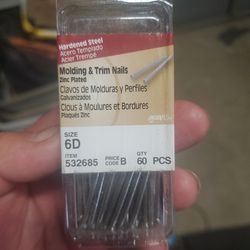 Hardened Steel
Acero Templado
Acier Trempé
Molding & Trim Nails
Zinc Plated
Clavos de Molduras y Perfiles
Galvanizados
Clous à Moulures et Bordures
Plaqués Zinc
SIZE
6D
ITEM
532685
PRICE CODE B
QTY
60 PCS